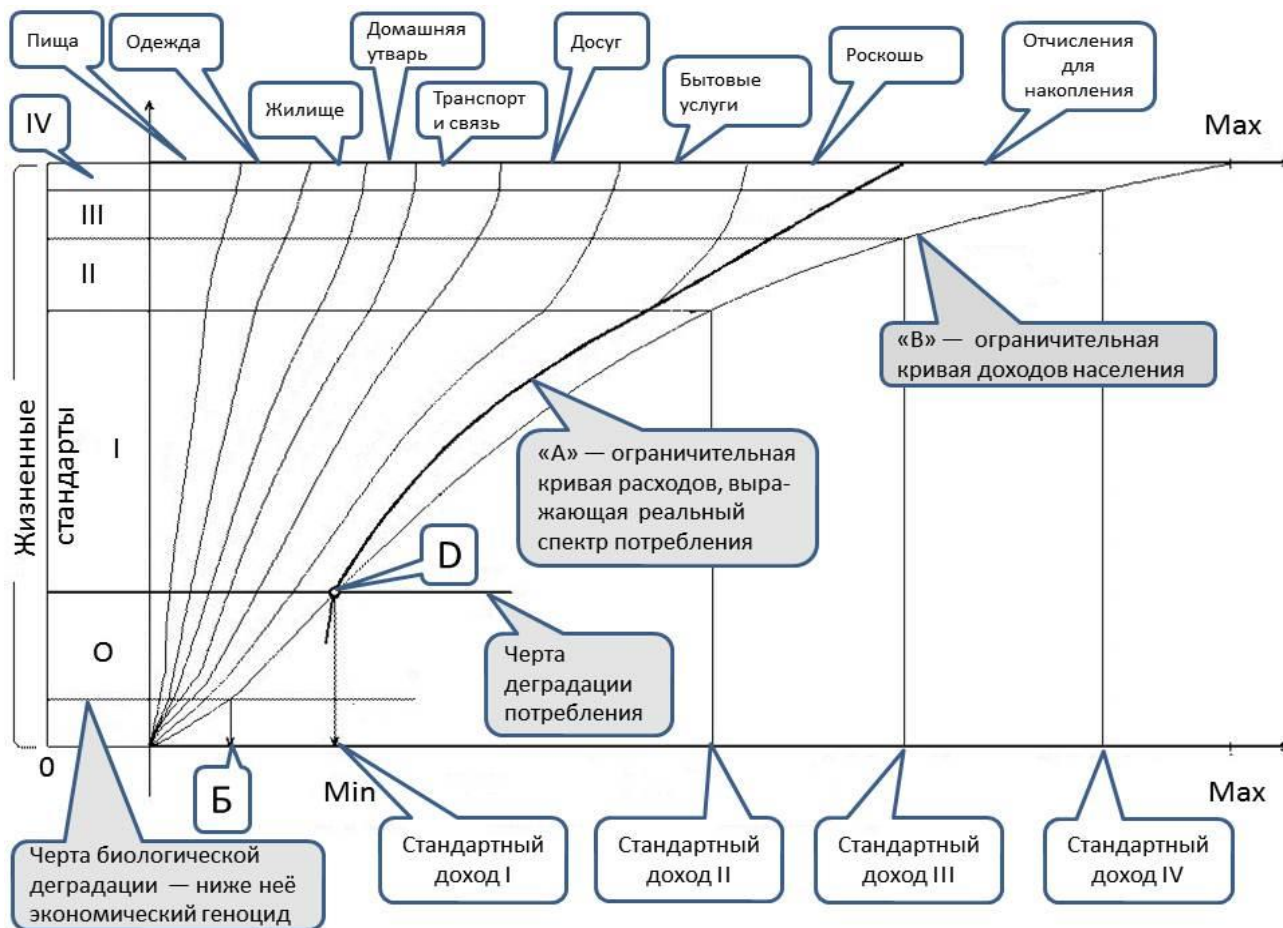 Пища
Одежда
Домашняя
утварь
Досуг
Роскошь
Отчисления
для
накопления
Жилище
Транспорт
и связь
Бытовые
услуги
IV
Max
III
II
«В» — ограничительная
кривая доходов населения
Жизненные
стандарты
I
«А» — ограничительная
кривая расходов, выра-
жающая реальный
спектр потребления
D
О
Черта
деградации
потребления
0
Б
Min
Max
Черта биологической
деградации — ниже неё
экономический геноцид
Стандартный
доход I
Стандартный
доход II
Стандартный
доход III
Стандартный
доход IV